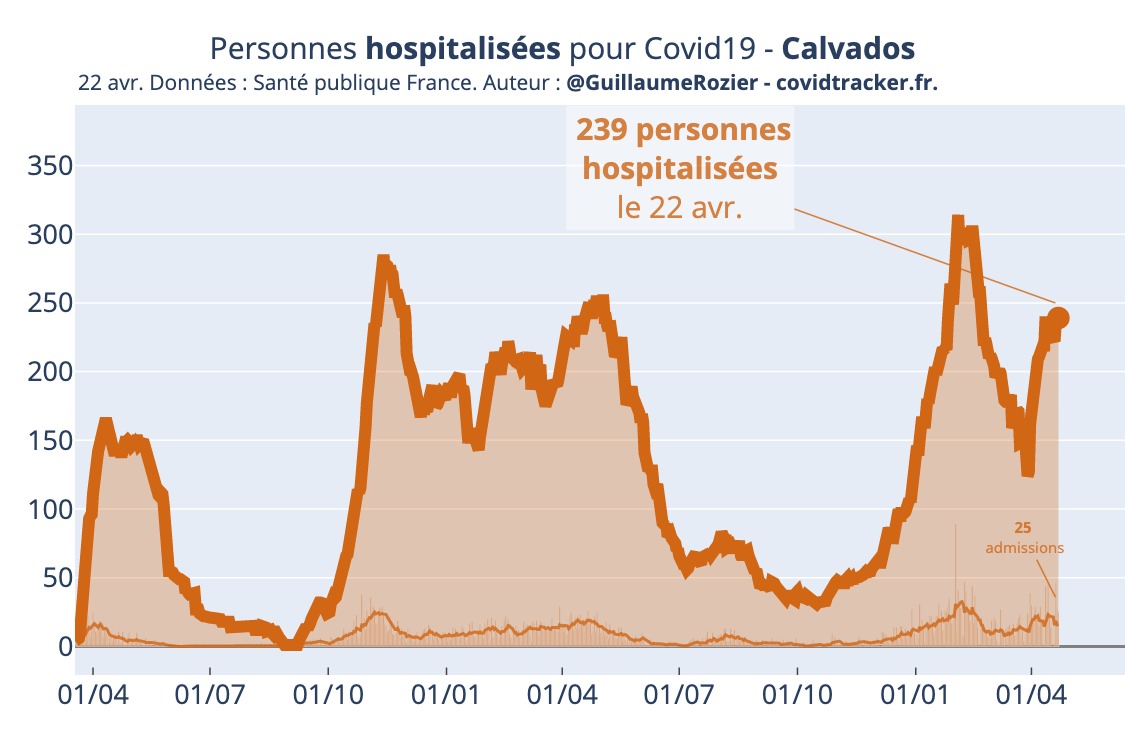 Personnes hospitalisées pour Covid19 - Calvados
22 avr. Données : Santé publique France. Auteur : @GuillaumeRozier - covidtracker.fr.
239 personnes
hospitalisées
le 22 avr.
350
300
250
200
150
100
50
0
25
admissions
01/04 01/07 01/10 01/01 01/04 01/07 01/10 01/01 01/04